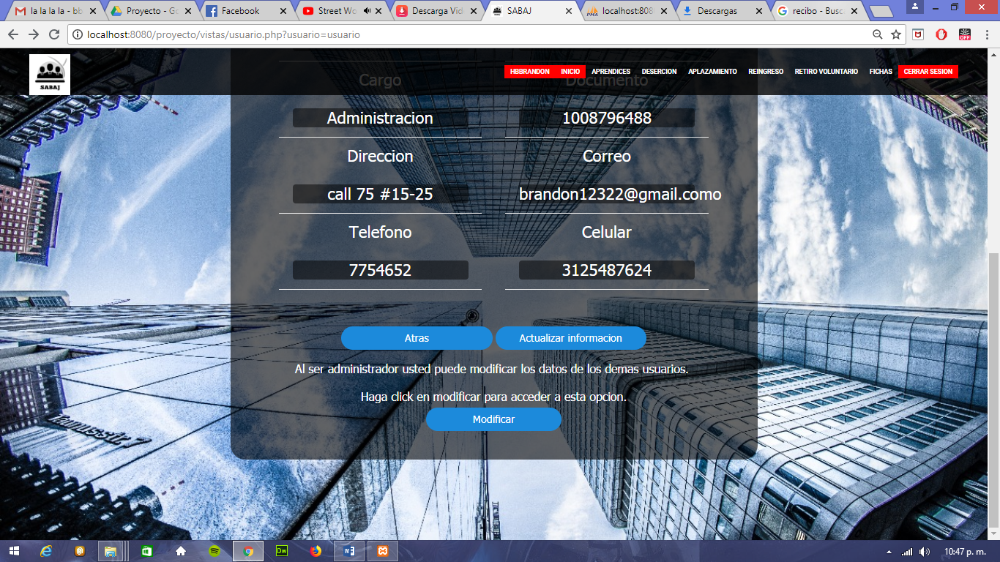 la la la la - bb
Proyecto - Go
Facebook
Street Wo
Descarga Vid
SABAJ
localhost:808
Descargas
recibo - Busc
localhost:8080/proyecto/vistas/usuario.php?usuario=usuario
OFF
SABAJ
HBBRANDON INICIO APRENDICES DESERCION APLAZAMIENTO REINGRESO RETIRO VOLUNTARIO FICHAS CERRAR SESION
Cargo Documento
Administracion 1008796488
Direccion Correo
call 75 #15-25 brandon12322@gmail.como
Telefono Celular
7754652 3125487624
Atras Actualizar informacion
Al ser administrador usted puede modificar los datos de los demas usuarios.
Haga click en modificar para acceder a esta opcion.
Modificar
Dw
10:47 p. m.